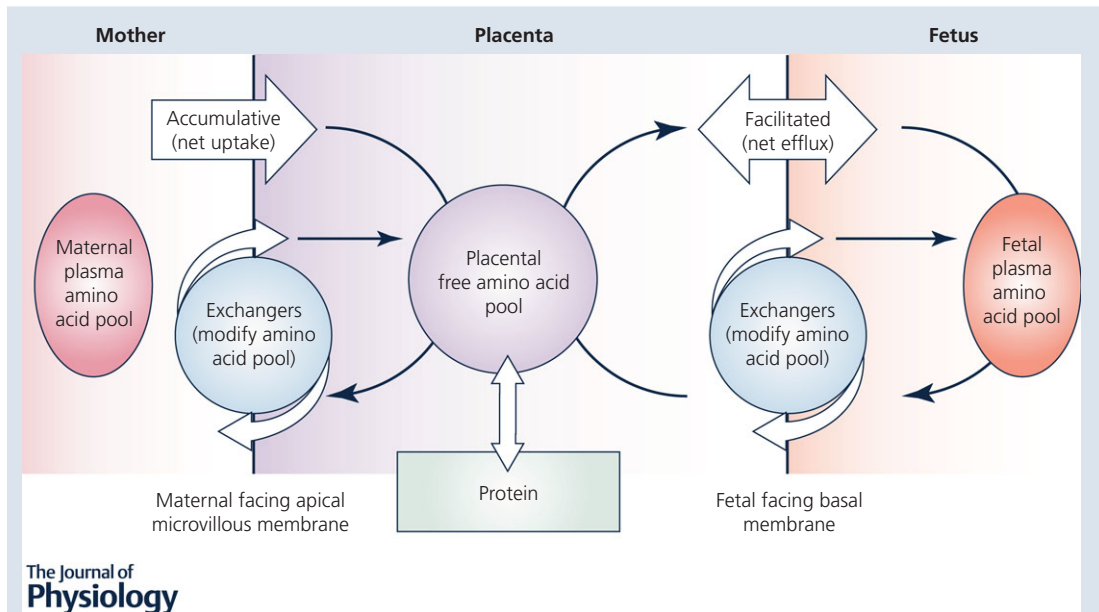 Mother
Placenta
Fetus
Accumulative
(net uptake)
Facilitated
(net efflux)
Maternal
plasma
amino
acid pool
Exchangers
(modify amino
acid pool)
Placental
free amino acid
pool
Exchangers
(modify amino
acid pool)
Fetal
plasma
amino
acid pool
Protein
Maternal facing apical
microvillous membrane
Fetal facing basal
membrane
The Journal of
Physiology